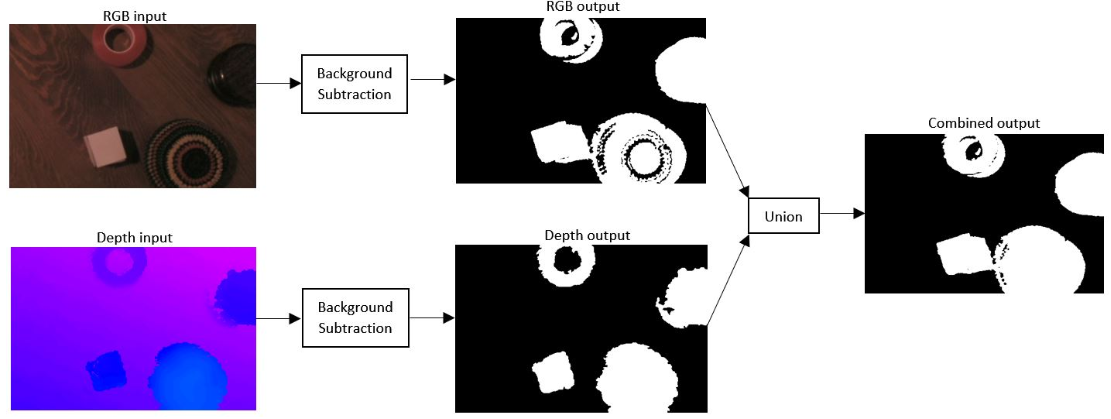 RGB input
Background
Subtraction
RGB output
Depth input
Background
Subtraction
Depth output
Union
Combined output